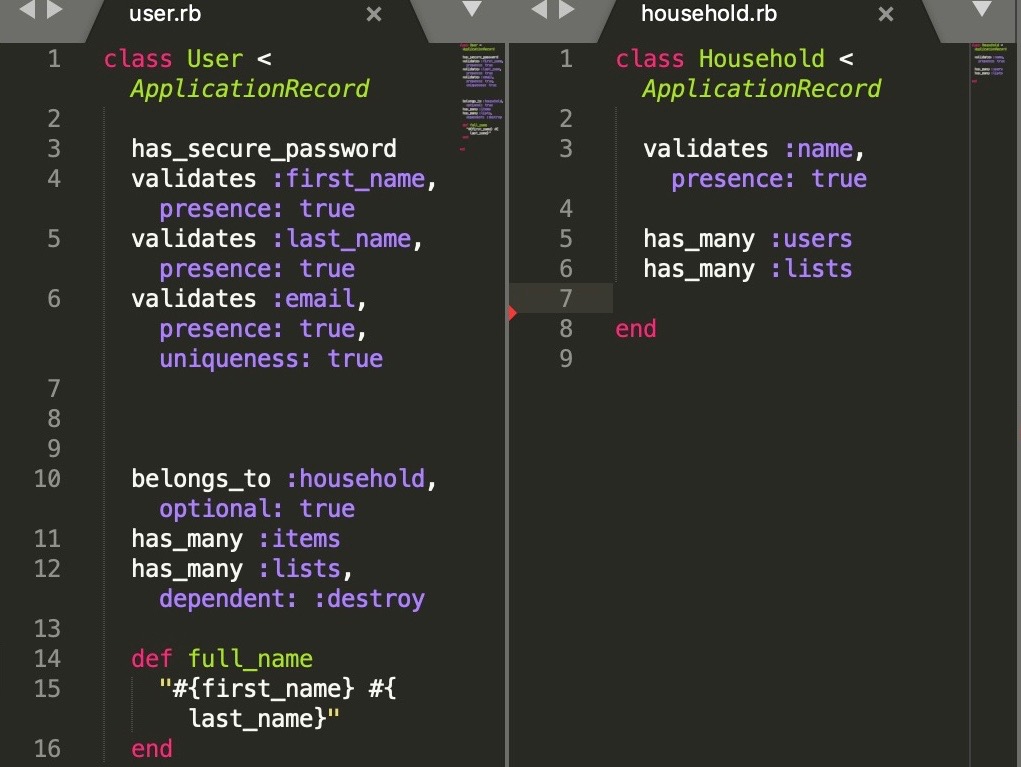 user.rb ×
1 class User <
ApplicationRecord
2
3 has_secure_password
4 validates :first_name,
presence: true
5 validates :last_name,
presence: true
6 validates :email,
presence: true,
uniqueness: true
7
8
9
10 belongs_to :household,
optional: true
11 has_many :items
12 has_many :lists,
dependent: :destroy
13
14 def full_name
15 "#{first_name} #{
last_name}"
16 end
household.rb ×
1 class Household <
ApplicationRecord
2
3 validates :name,
presence: true
4
5 has_many :users
6 has_many :lists
7
8 end
9